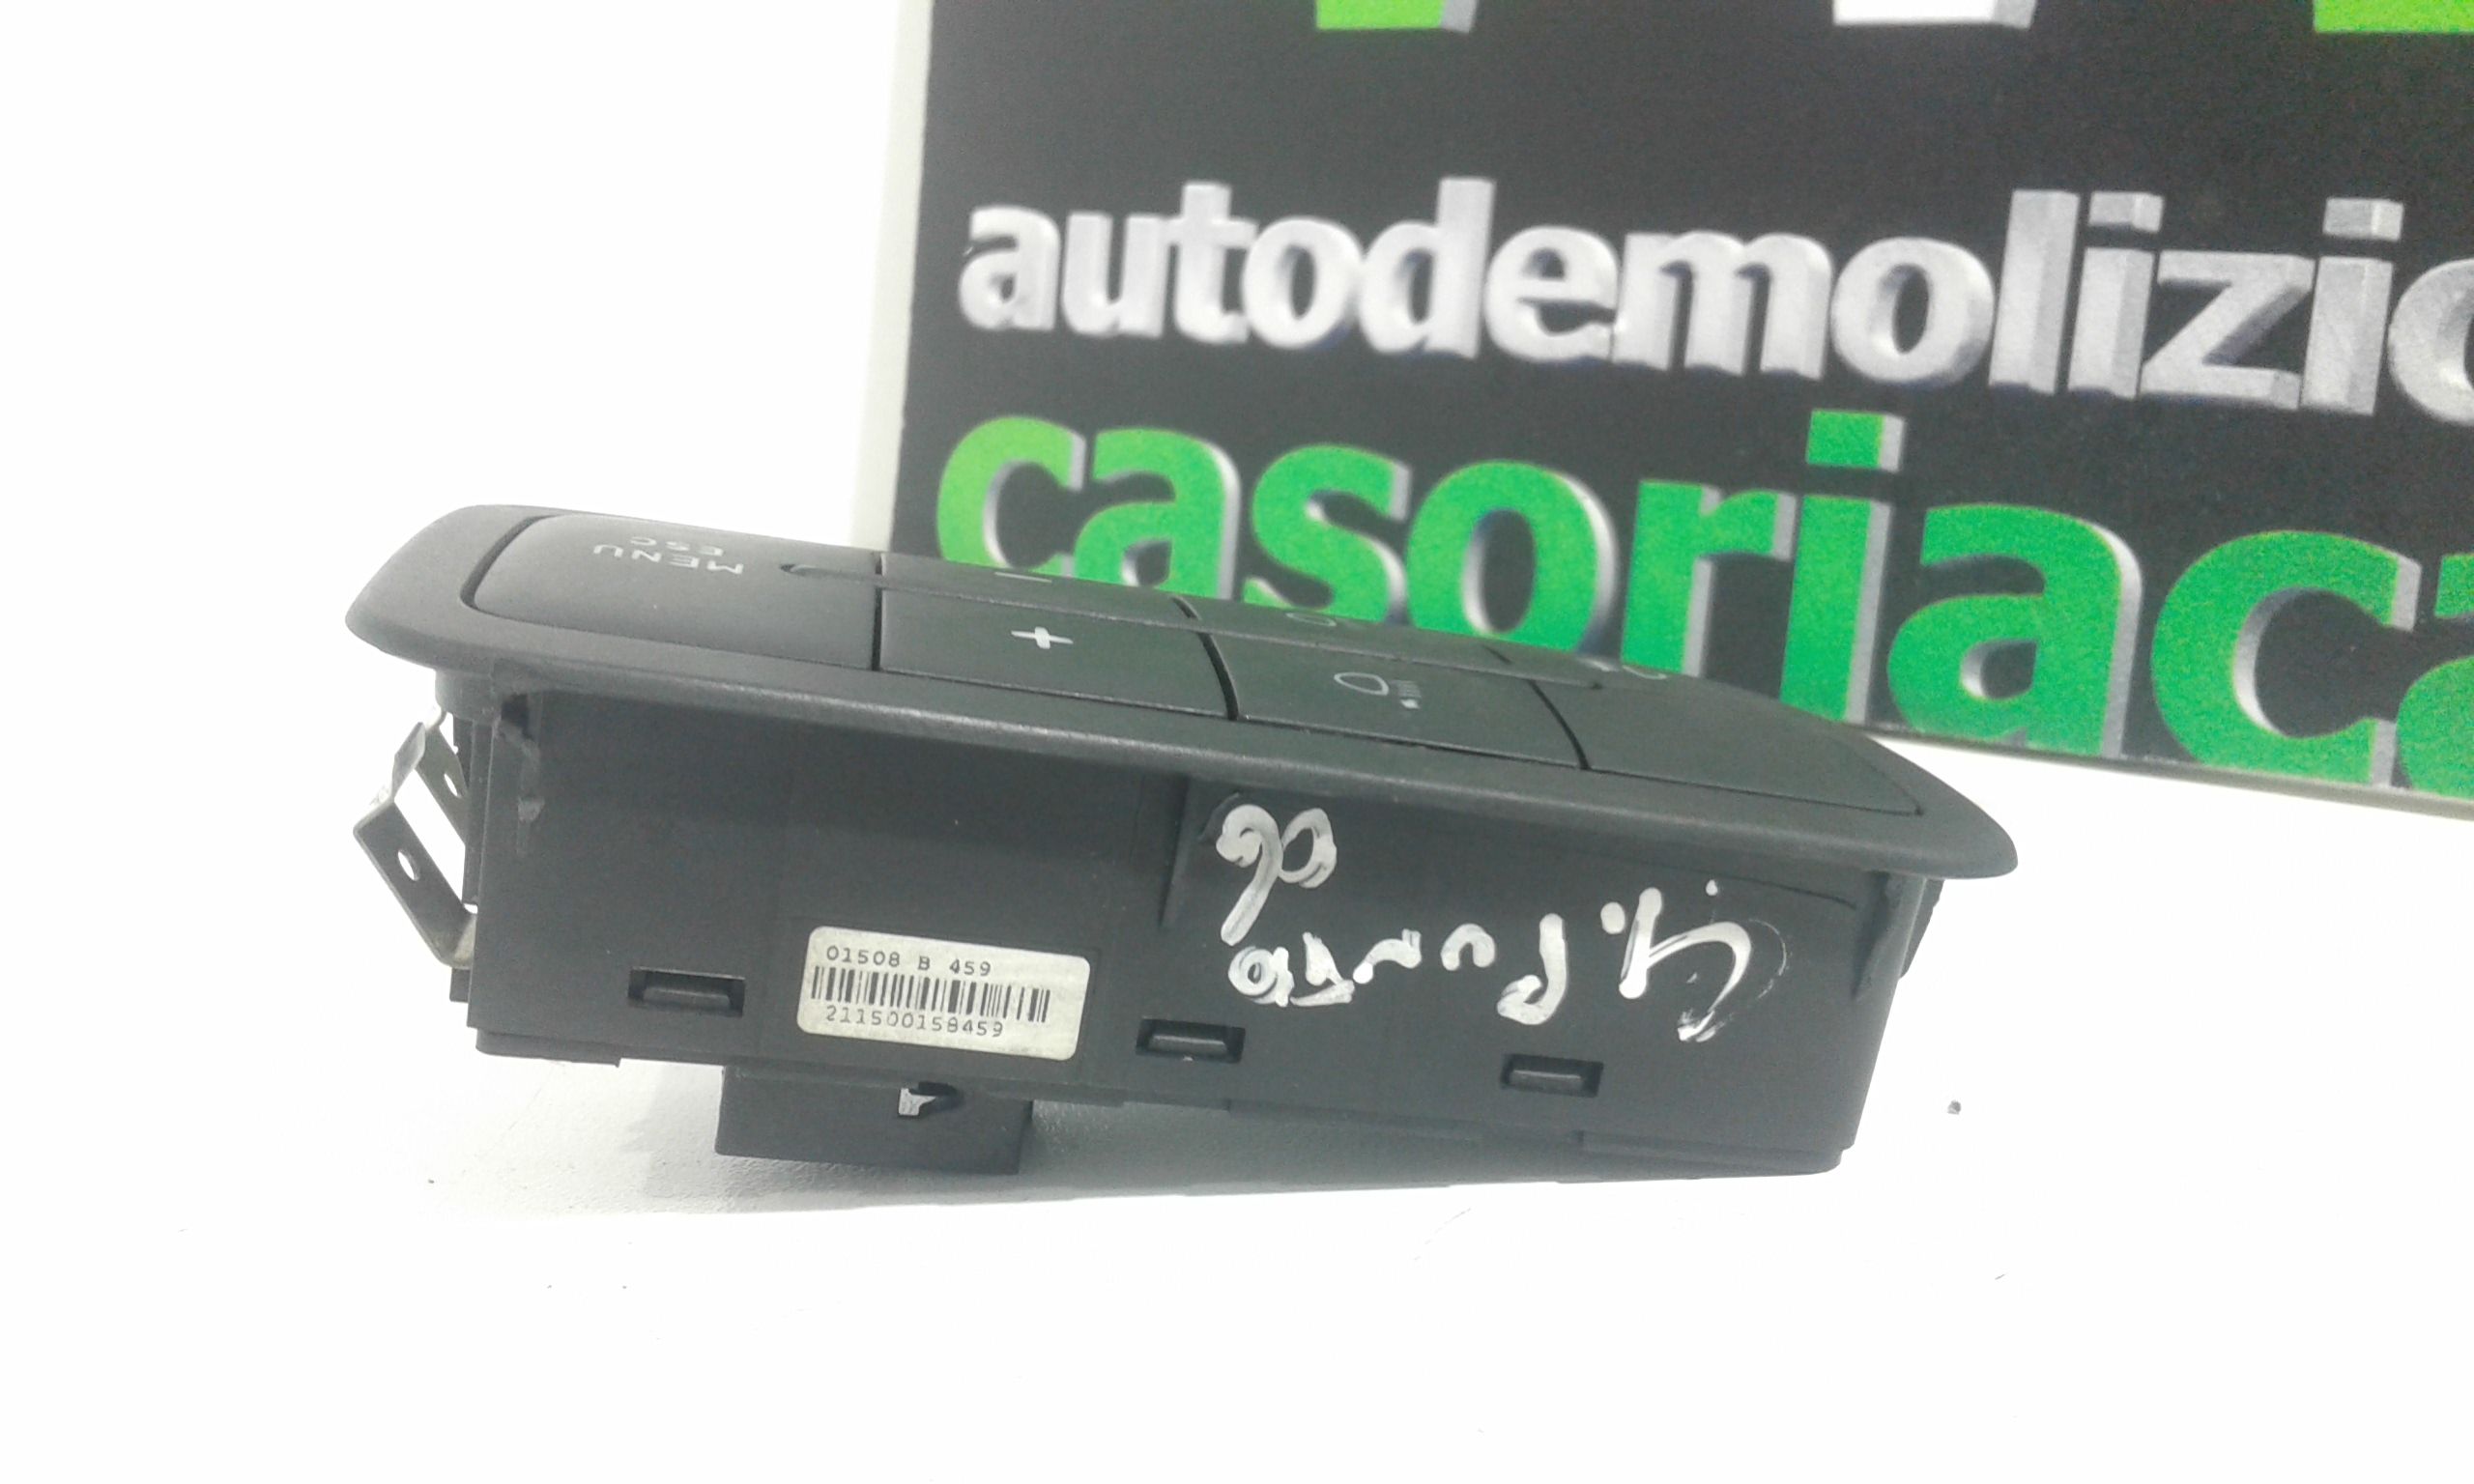 autodemolizio
casoriaca
MENU
ESC
−
+
01508 B 459
211500158459
G. PUNTO
06